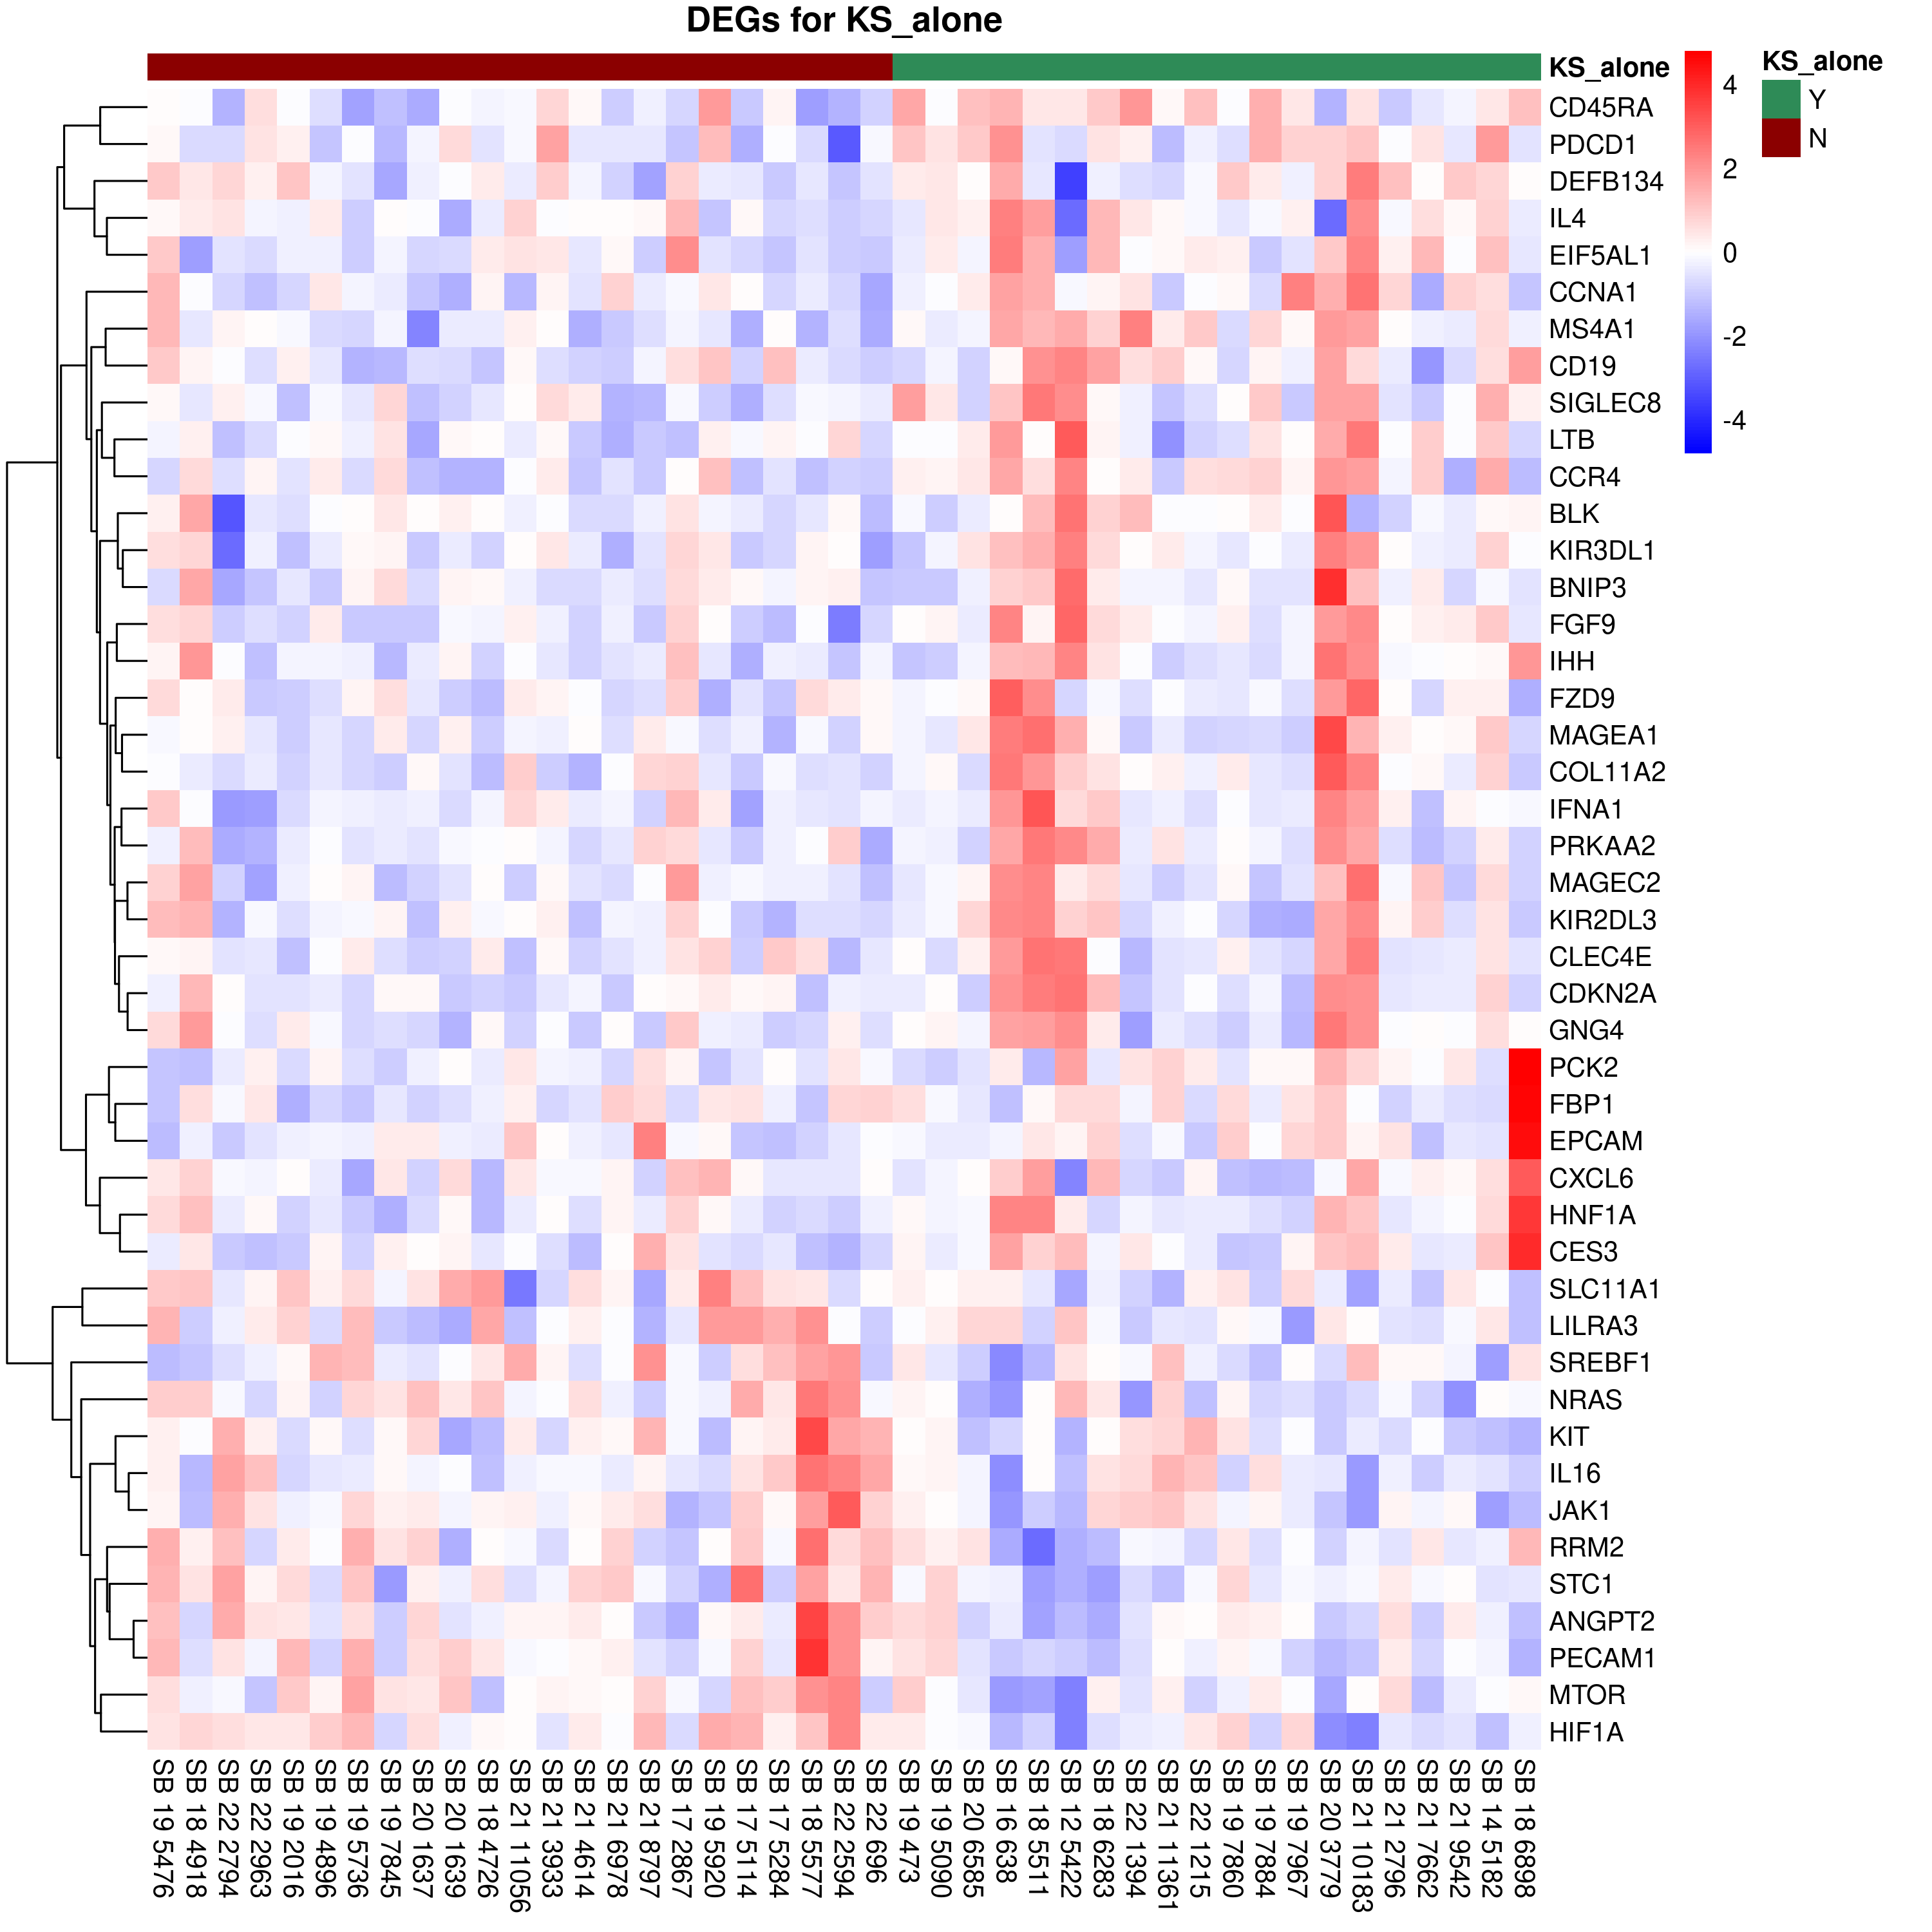 DEGs for KS_alone
KS_alone
KS_alone
Y
N
4
2
0
-2
-4
CD45RA
PDCD1
DEFB134
IL4
EIF5AL1
CCNA1
MS4A1
CD19
SIGLEC8
LTB
CCR4
BLK
KIR3DL1
BNIP3
FGF9
IHH
FZD9
MAGEA1
COL11A2
IFNA1
PRKAA2
MAGEC2
KIR2DL3
CLEC4E
CDKN2A
GNG4
PCK2
FBP1
EPCAM
CXCL6
HNF1A
CES3
SLC11A1
LILRA3
SREBF1
NRAS
KIT
IL16
JAK1
RRM2
STC1
ANGPT2
PECAM1
MTOR
HIF1A
SB 19 5476
SB 18 4918
SB 22 2794
SB 22 2963
SB 19 2016
SB 19 4896
SB 19 5736
SB 19 7845
SB 20 1637
SB 20 1639
SB 18 4726
SB 21 11056
SB 21 3933
SB 21 4614
SB 21 6978
SB 21 8797
SB 17 2867
SB 19 5920
SB 17 5114
SB 17 5284
SB 18 5577
SB 22 2594
SB 22 696
SB 19 473
SB 19 5090
SB 20 6585
SB 16 638
SB 18 5511
SB 12 5422
SB 18 6283
SB 22 1394
SB 21 11361
SB 22 1215
SB 19 7860
SB 19 7884
SB 19 7967
SB 20 3779
SB 21 10183
SB 21 2796
SB 21 7662
SB 21 9542
SB 14 5182
SB 18 6898